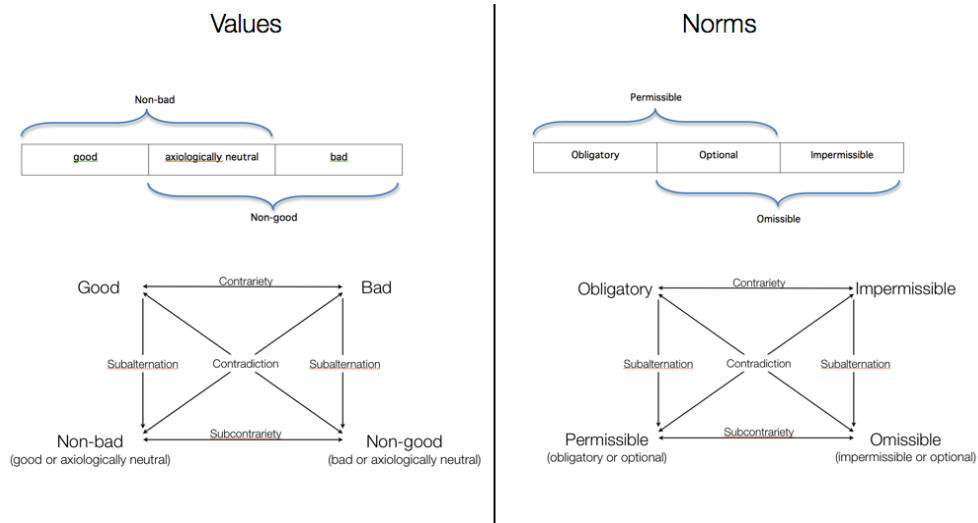 Values
Non-bad
good
axiologically neutral
bad
Non-good
Good
Contrariety
Bad
Subalternation
Contradiction
Subalternation
Non-bad
(good or axiologically neutral)
Subcontrariety
Non-good
(bad or axiologically neutral)
Norms
Permissible
Obligatory
Optional
Impermissible
Omissible
Obligatory
Contrariety
Impermissible
Subalternation
Contradiction
Subalternation
Permissible
(obligatory or optional)
Subcontrariety
Omissible
(impermissible or optional)